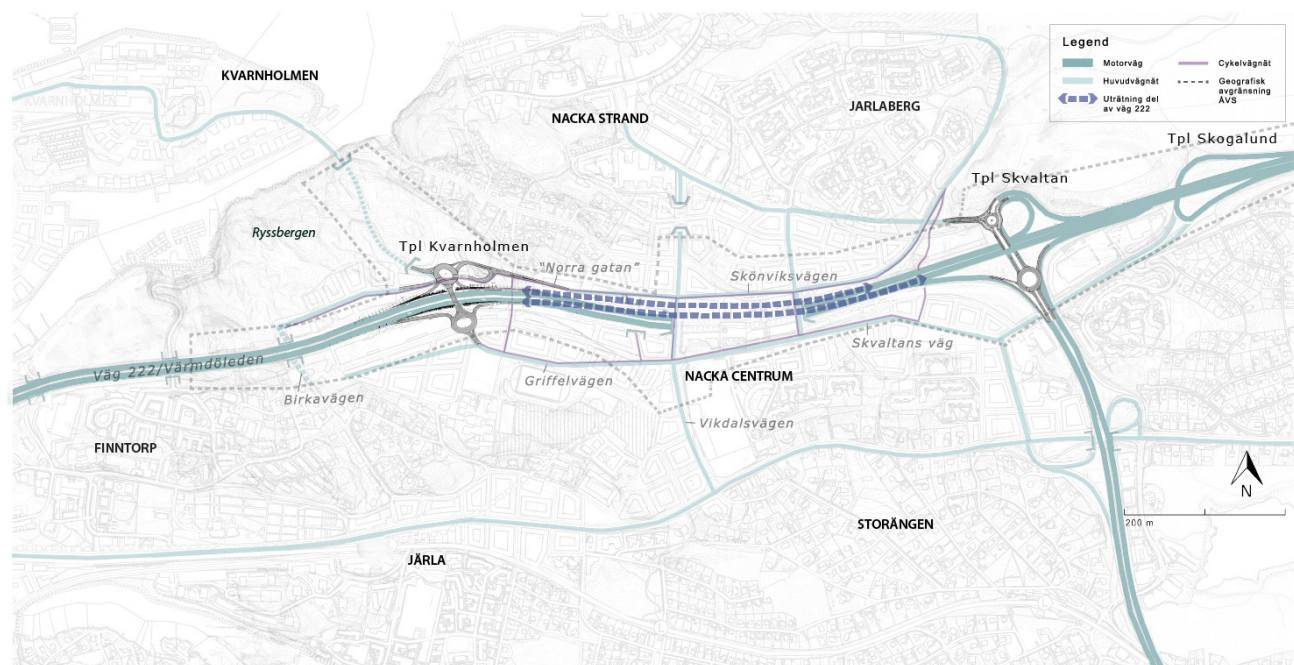 Legend
Motorväg
Huvudvägnät
Uträtning del
av väg 222
Cykelvägnät
Geografisk
avgränsning
ÅVS
KVARNHOLMEN
KVARNHOLMEN
NACKA STRAND
JARLABERG
Tpl Skogalund
Tpl Skvaltan
Ryssbergen
Tpl Kvarnholmen
"Norra gatan"
Skönviksvägen
Väg 222/Värmdöleden
Skvaltans väg
Griffelvägen
NACKA CENTRUM
Birkavägen
Vikdalsvägen
FINNTORP
N
STORÄNGEN
200 m
JÄRLA